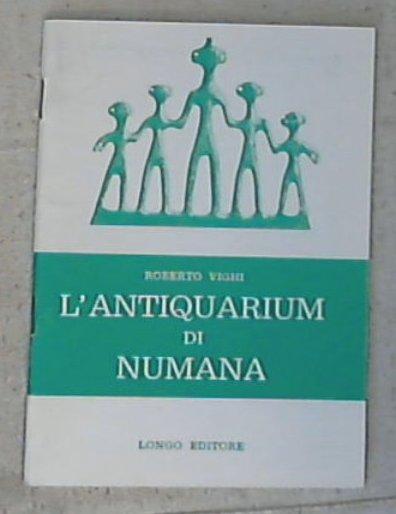 ROBERTO VIGHI
L'ANTIQUARIUM
DI
NUMANA
LONGO EDITORE